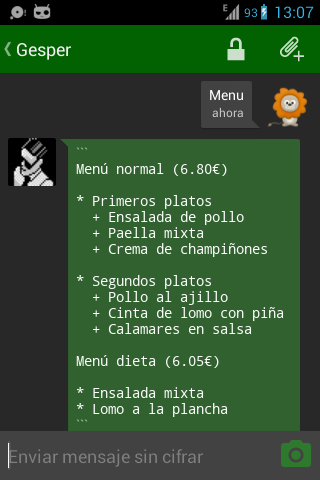 E
93
13:07
Gesper
Menu
ahora
```
Menú normal (6.80€)
* Primeros platos
+ Ensalada de pollo
+ Paella mixta
+ Crema de champiñones
* Segundos platos
+ Pollo al ajillo
+ Cinta de lomo con piña
+ Calamares en salsa
Menú dieta (6.05€)
* Ensalada mixta
* Lomo a la plancha
```
Enviar mensaje sin cifrar